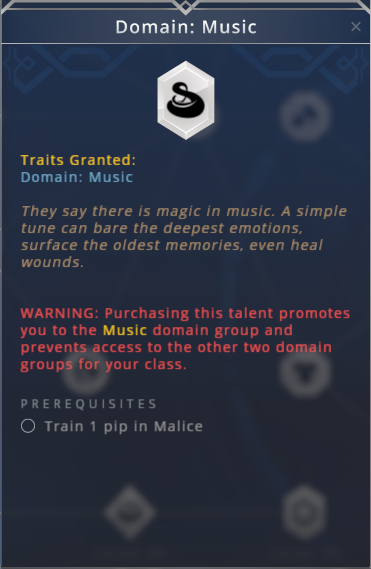 Domain: Music
×
Traits Granted:
Domain: Music
They say there is magic in music. A simple
tune can bare the deepest emotions,
surface the oldest memories, even heal
wounds.
WARNING: Purchasing this talent promotes
you to the Music domain group and
prevents access to the other two domain
groups for your class.
PREREQUISITES
Train 1 pip in Malice